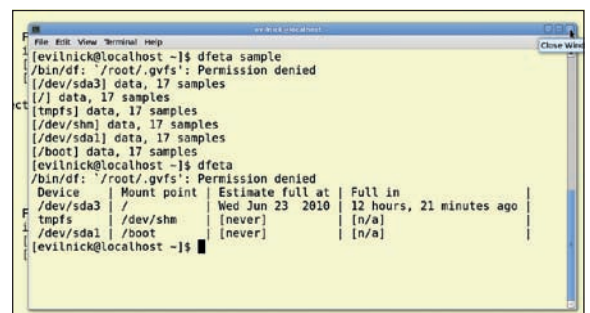 evilnick@localhost
File Edit View Terminal Help
Close Wind
[evilnick@localhost ~]$ dfeta sample
/bin/df: `/root/.gvfs': Permission denied
[/dev/sda3] data, 17 samples
[/] data, 17 samples
[tmpfs] data, 17 samples
[/dev/shm] data, 17 samples
[/dev/sda1] data, 17 samples
[/boot] data, 17 samples
[evilnick@localhost ~]$ dfeta
/bin/df: `/root/.gvfs': Permission denied
Device | Mount point | Estimate full at | Full in |
/dev/sda3 | / | Wed Jun 23 2010 | 12 hours, 21 minutes ago |
tmpfs | /dev/shm | [never] | [n/a] |
/dev/sda1 | /boot | [never] | [n/a] |
[evilnick@localhost ~]$